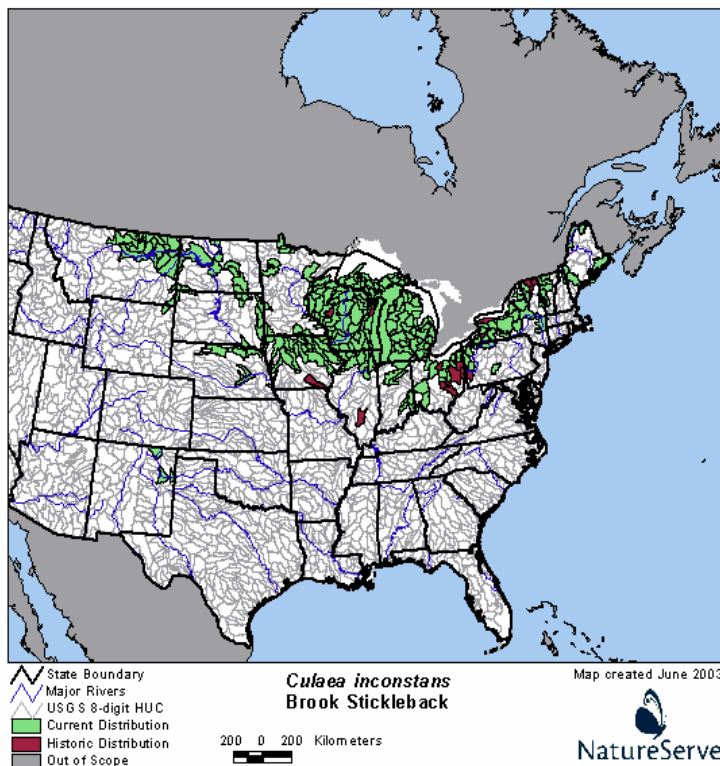 State Boundary
Major Rivers
USGS 8-digit HUC
Current Distribution
Historic Distribution
Out of Scope
200 0 200 Kilometers
Culaea inconstans
Brook Stickleback
Map created June 2003
NatureServe